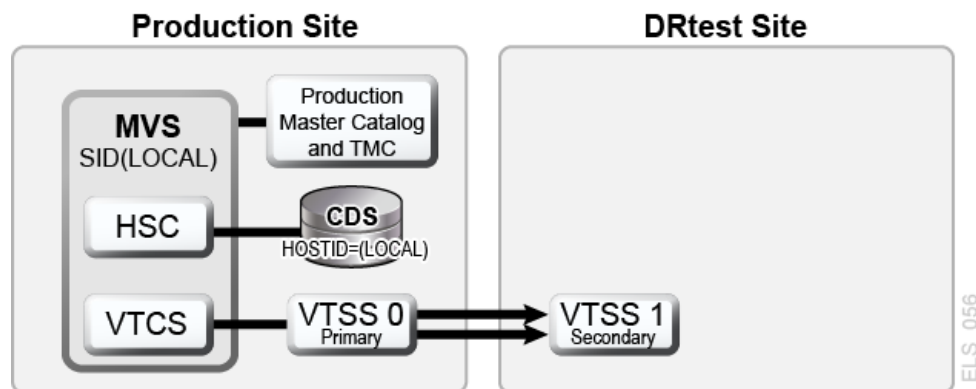 Production Site
DRtest Site
MVS
SID(LOCAL)
Production
Master Catalog
and TMC
HSC
CDS
HOSTID=(LOCAL)
VTCS
VTSS 0
Primary
VTSS 1
Secondary
ELS_056